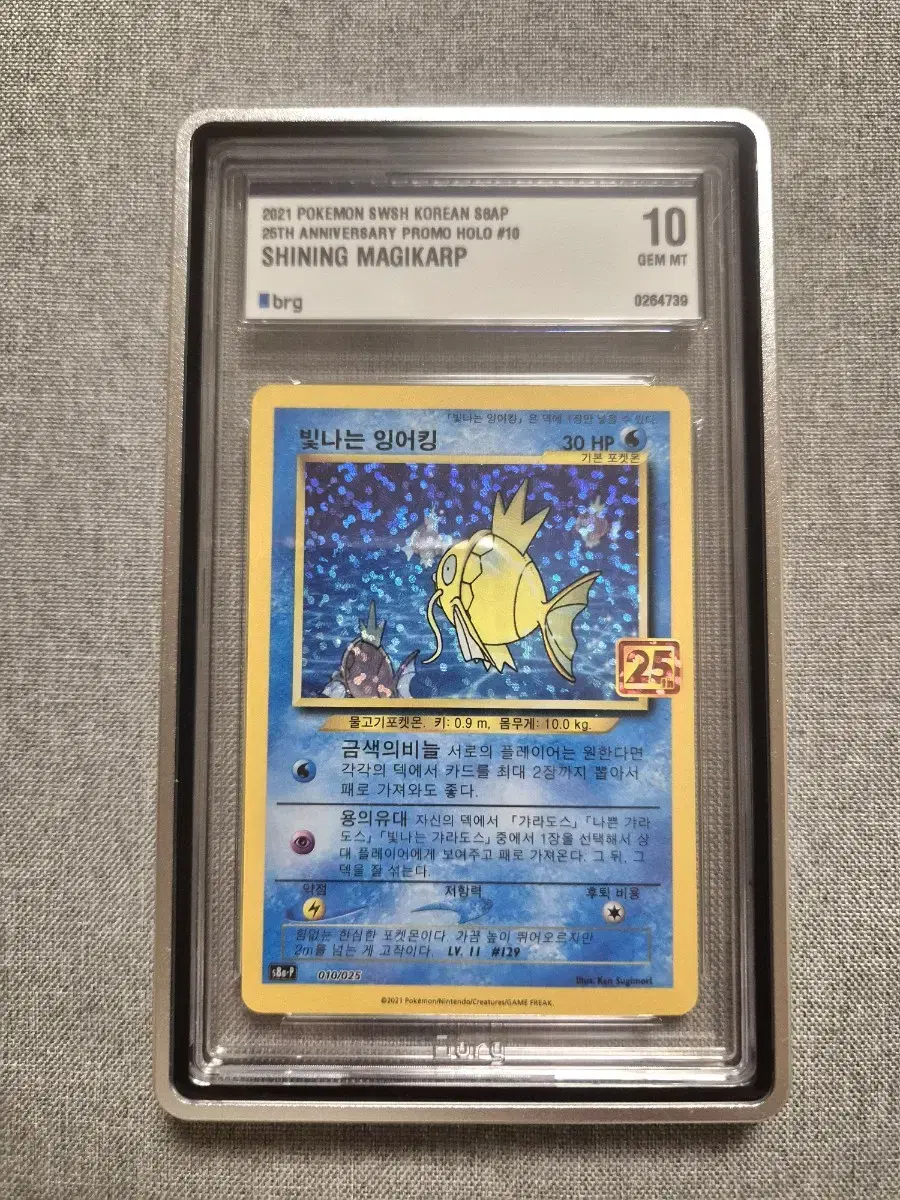 2021 POKEMON SWSH KOREAN S8AP
25TH ANNIVERSARY PROMO HOLO #10
SHINING MAGIKARP
10
GEM MT
brg
0264739
「빛나는 잉어킹」은 덱에 1장만 넣을 수 있다.
빛나는 잉어킹
30 HP
기본 포켓몬
25th
물고기포켓몬. 키: 0.9 m, 몸무게: 10.0 kg.
금색의비늘 서로의 플레이어는 원한다면
각각의 덱에서 카드를 최대 2장까지 뽑아서
패로 가져와도 좋다.
용의유대 자신의 덱에서 「갸라도스」「나쁜 갸라
도스」「빛나는 갸라도스」중에서 1장을 선택해서 상
대 플레이어에게 보여주고 패로 가져온다. 그 뒤, 그
덱을 잘 섞는다.
약점
저항력
후퇴 비용
힘없는 한심한 포켓몬이다. 가끔 높이 뛰어오르지만
2m를 넘는 게 고작이다. LV. 11 #129
s8a-P
010/025
Illus. Ken Sugimori
©2021 Pokémon/Nintendo/Creatures/GAME FREAK.
brg